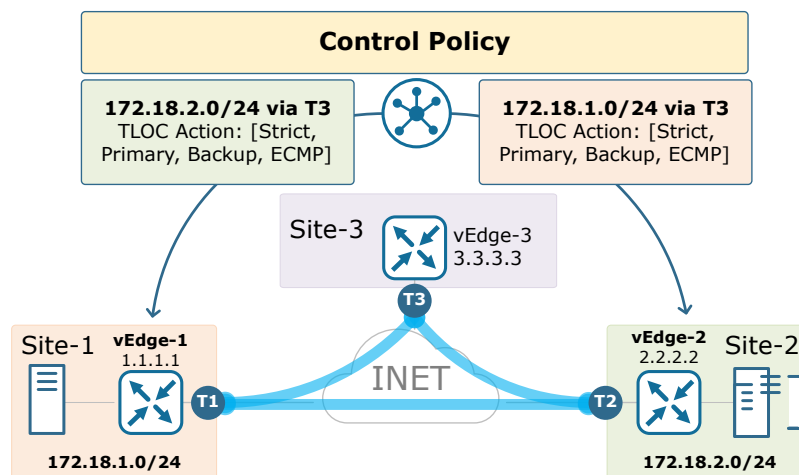 Control Policy
172.18.2.0/24 via T3
TLOC Action: [Strict,
Primary, Backup, ECMP]
172.18.1.0/24 via T3
TLOC Action: [Strict,
Primary, Backup, ECMP]
Site-3
vEdge-3
3.3.3.3
T3
Site-1
vEdge-1
1.1.1.1
T1
172.18.1.0/24
INET
vEdge-2
2.2.2.2
Site-2
T2
172.18.2.0/24